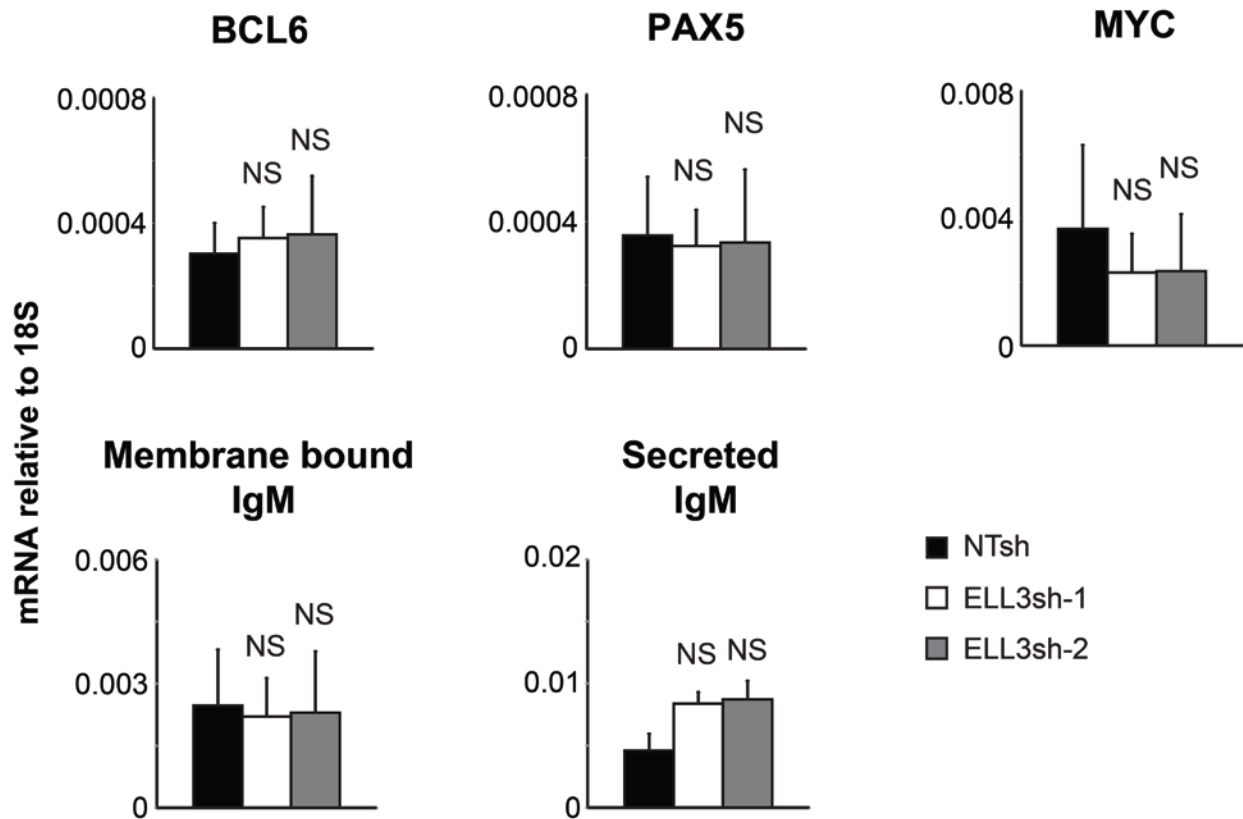 BCL6
PAX5
MYC
mRNA relative to 18S
0.0008
0.0004
0
NS
NS
0.0008
0.0004
0
NS
NS
0.008
0.004
0
NS
NS
Membrane bound
IgM
0.006
0.003
0
NS
NS
Secreted
IgM
0.02
0.01
0
NS
NS
NTsh
ELL3sh-1
ELL3sh-2